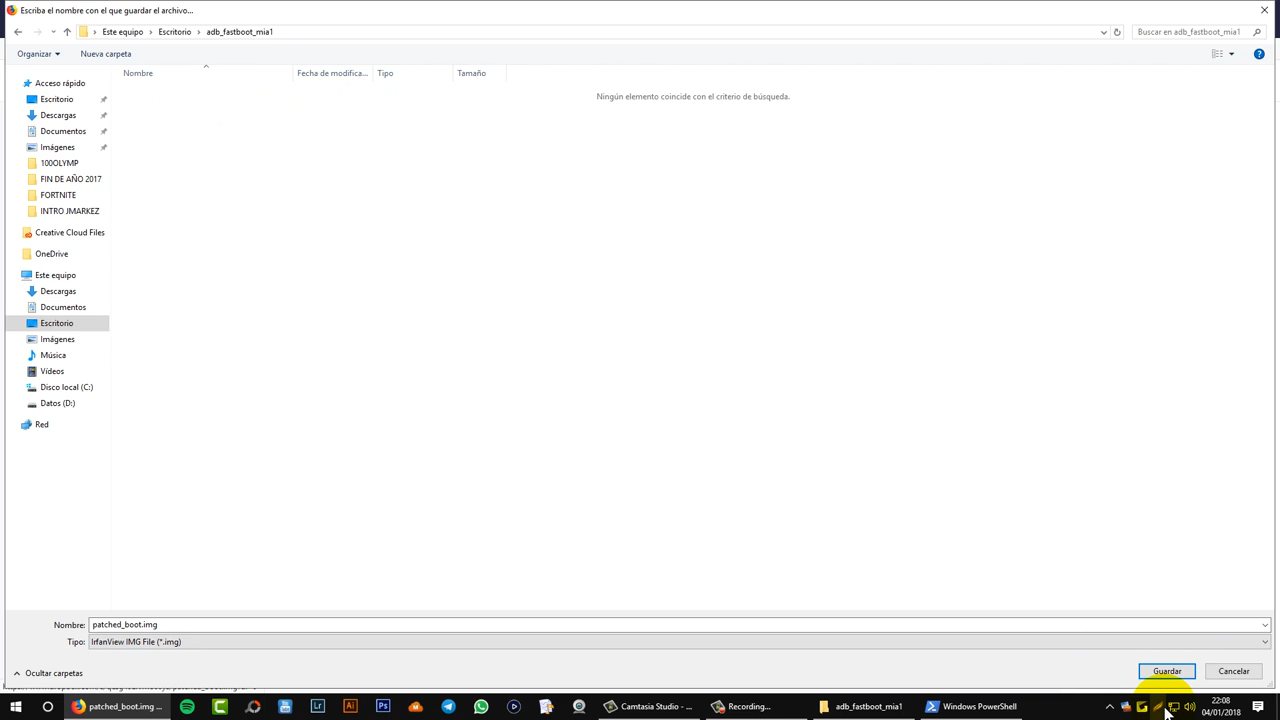 Escriba el nombre con el que guardar el archivo...
Este equipo > Escritorio > adb_fastboot_mia1
Buscar en adb_fastboot_mia1
Organizar
Nueva carpeta
Nombre
Fecha de modifica...
Tipo
Tamaño
Ningún elemento coincide con el criterio de búsqueda.
Acceso rápido
Escritorio
Descargas
Documentos
Imágenes
100OLYMP
FIN DE AÑO 2017
FORTNITE
INTRO JMARKEZ
Creative Cloud Files
OneDrive
Este equipo
Descargas
Documentos
Escritorio
Imágenes
Música
Vídeos
Disco local (C:)
Datos (D:)
Red
Nombre: patched_boot.img
Tipo: IrfanView IMG File (*.img)
Ocultar carpetas
Guardar
Cancelar
patched_boot.img ...
Camtasia Studio - ...
Recording...
adb_fastboot_mia1
Windows PowerShell
22:08
04/01/2018